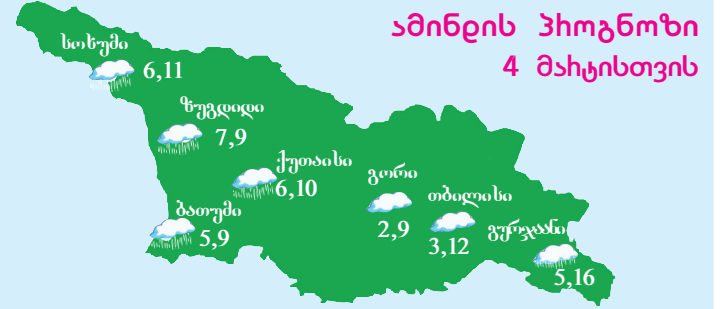 ამინდის პროგნოზი
4 მარტისთვის
სოხუმი
6,11
ზუგდიდი
7,9
ქუთაისი
6,10
გორი
2,9
თბილისი
3,12
ბათუმი
5,9
გურჯაანი
5,16